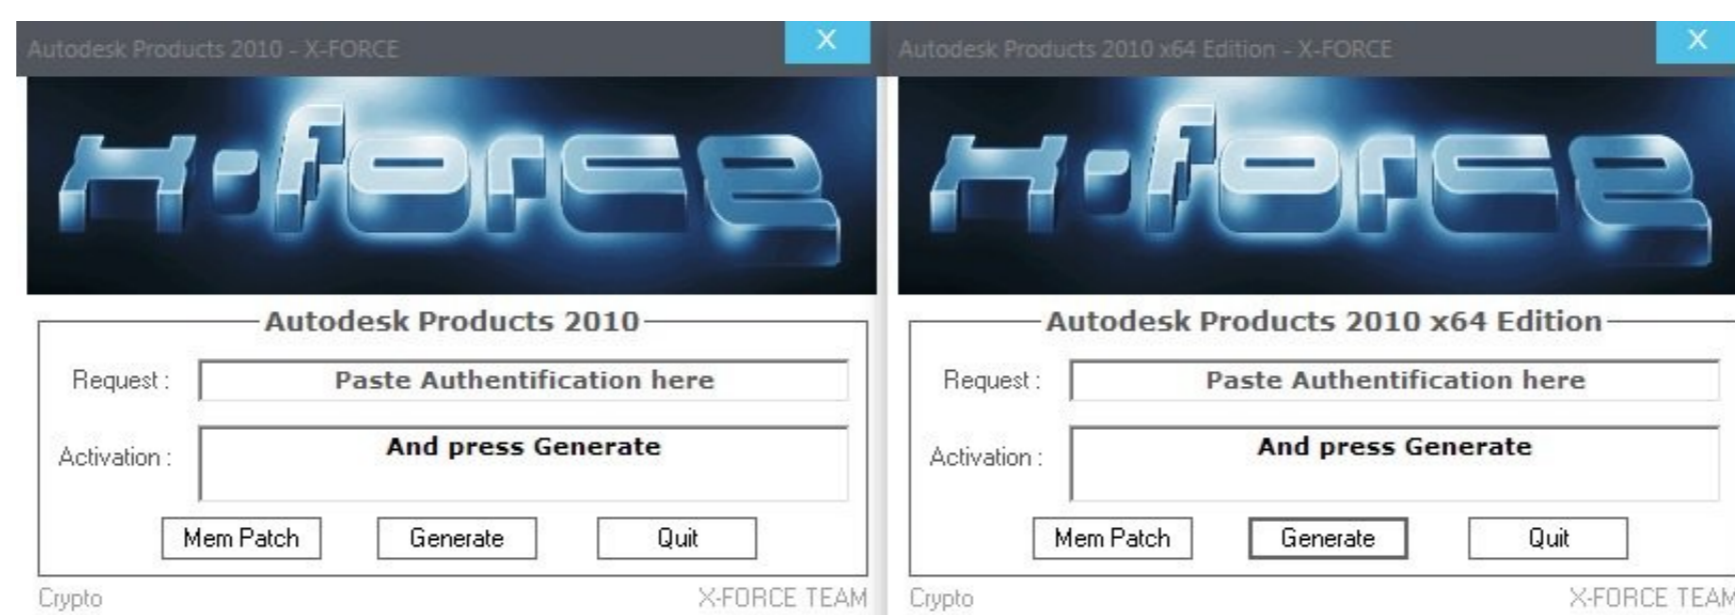 Autodesk Products 2010 - X-FORCE
X
x-force
Autodesk Products 2010
Request :
Paste Authentification here
Activation :
And press Generate
Mem Patch
Generate
Quit
Crypto
X-FORCE TEAM
Autodesk Products 2010 x64 Edition - X-FORCE
X
x-force
Autodesk Products 2010 x64 Edition
Request :
Paste Authentification here
Activation :
And press Generate
Mem Patch
Generate
Quit
Crypto
X-FORCE TEAM